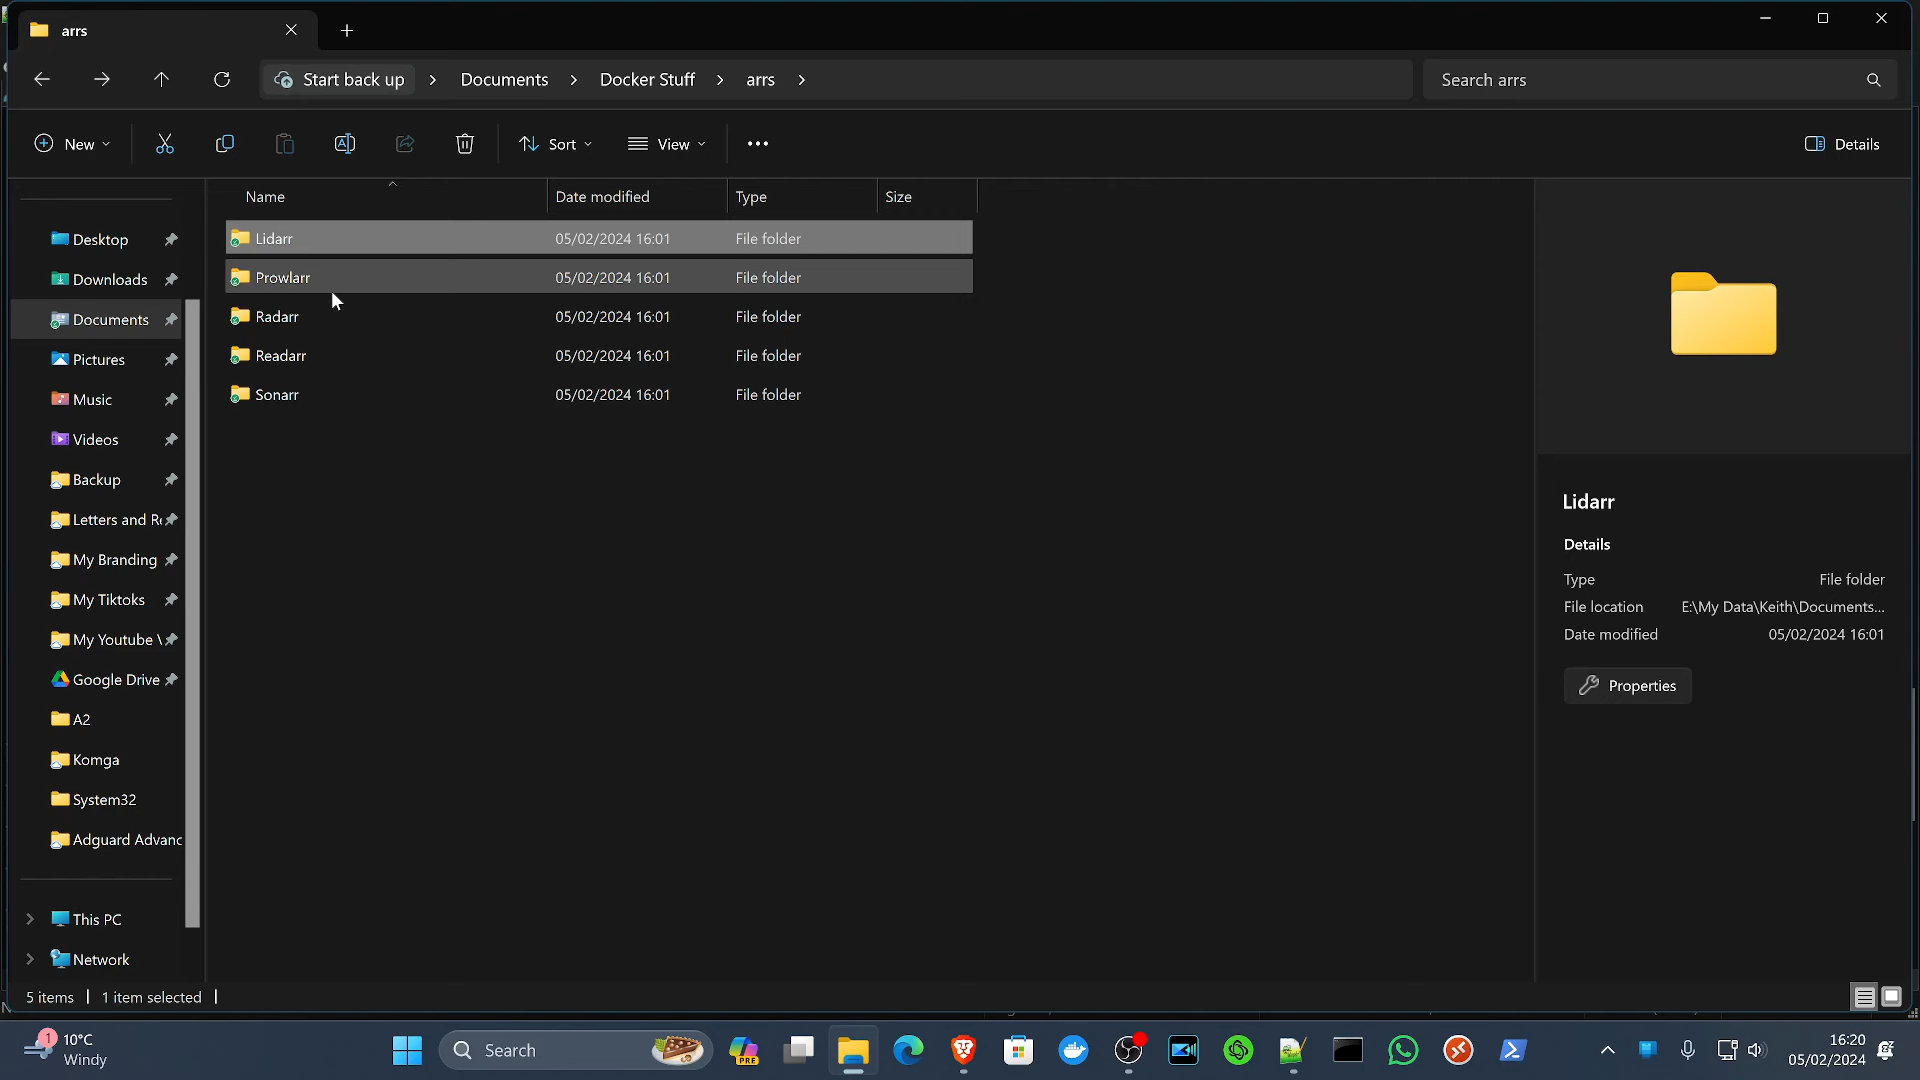 arrs
Start back up > Documents > Docker Stuff > arrs >
Search arrs
New
Sort
View
Details
Name
Date modified
Type
Size
Lidarr 05/02/2024 16:01 File folder
Prowlarr 05/02/2024 16:01 File folder
Radarr 05/02/2024 16:01 File folder
Readarr 05/02/2024 16:01 File folder
Sonarr 05/02/2024 16:01 File folder
Desktop
Downloads
Documents
Pictures
Music
Videos
Backup
Letters and Re
My Branding
My Tiktoks
My Youtube
Google Drive
A2
Komga
System32
Adguard Advanc
This PC
Network
Lidarr
Details
Type File folder
File location E:\My Data\Keith\Documents...
Date modified 05/02/2024 16:01
Properties
5 items | 1 item selected |
1
10°C
Windy
Search
PRE
16:20
05/02/2024